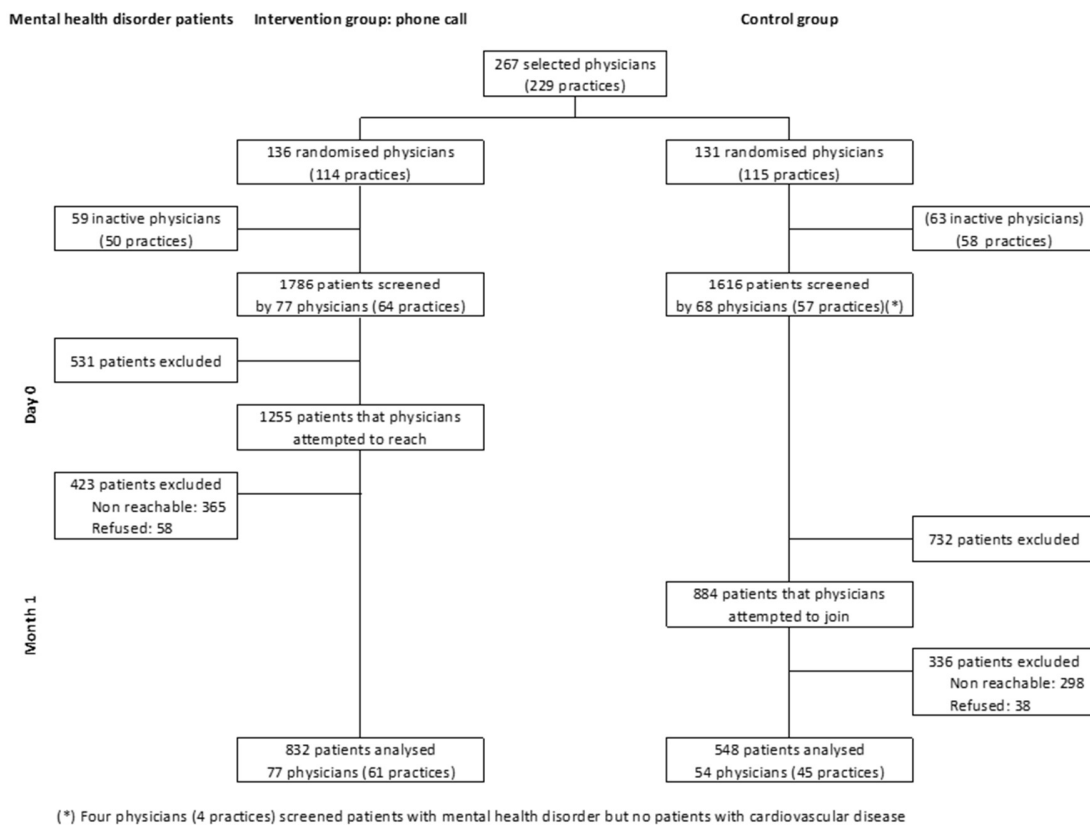 Mental health disorder patients
Intervention group: phone call
Control group
267 selected physicians
(229 practices)
136 randomised physicians
(114 practices)
131 randomised physicians
(115 practices)
59 inactive physicians
(50 practices)
(63 inactive physicians)
(58 practices)
1786 patients screened
by 77 physicians (64 practices)
1616 patients screened
by 68 physicians (57 practices)(*)
531 patients excluded
Day 0
1255 patients that physicians
attempted to reach
423 patients excluded
Non reachable: 365
Refused: 58
732 patients excluded
Month 1
884 patients that physicians
attempted to join
336 patients excluded
Non reachable: 298
Refused: 38
832 patients analysed
77 physicians (61 practices)
548 patients analysed
54 physicians (45 practices)
(*) Four physicians (4 practices) screened patients with mental health disorder but no patients with cardiovascular disease